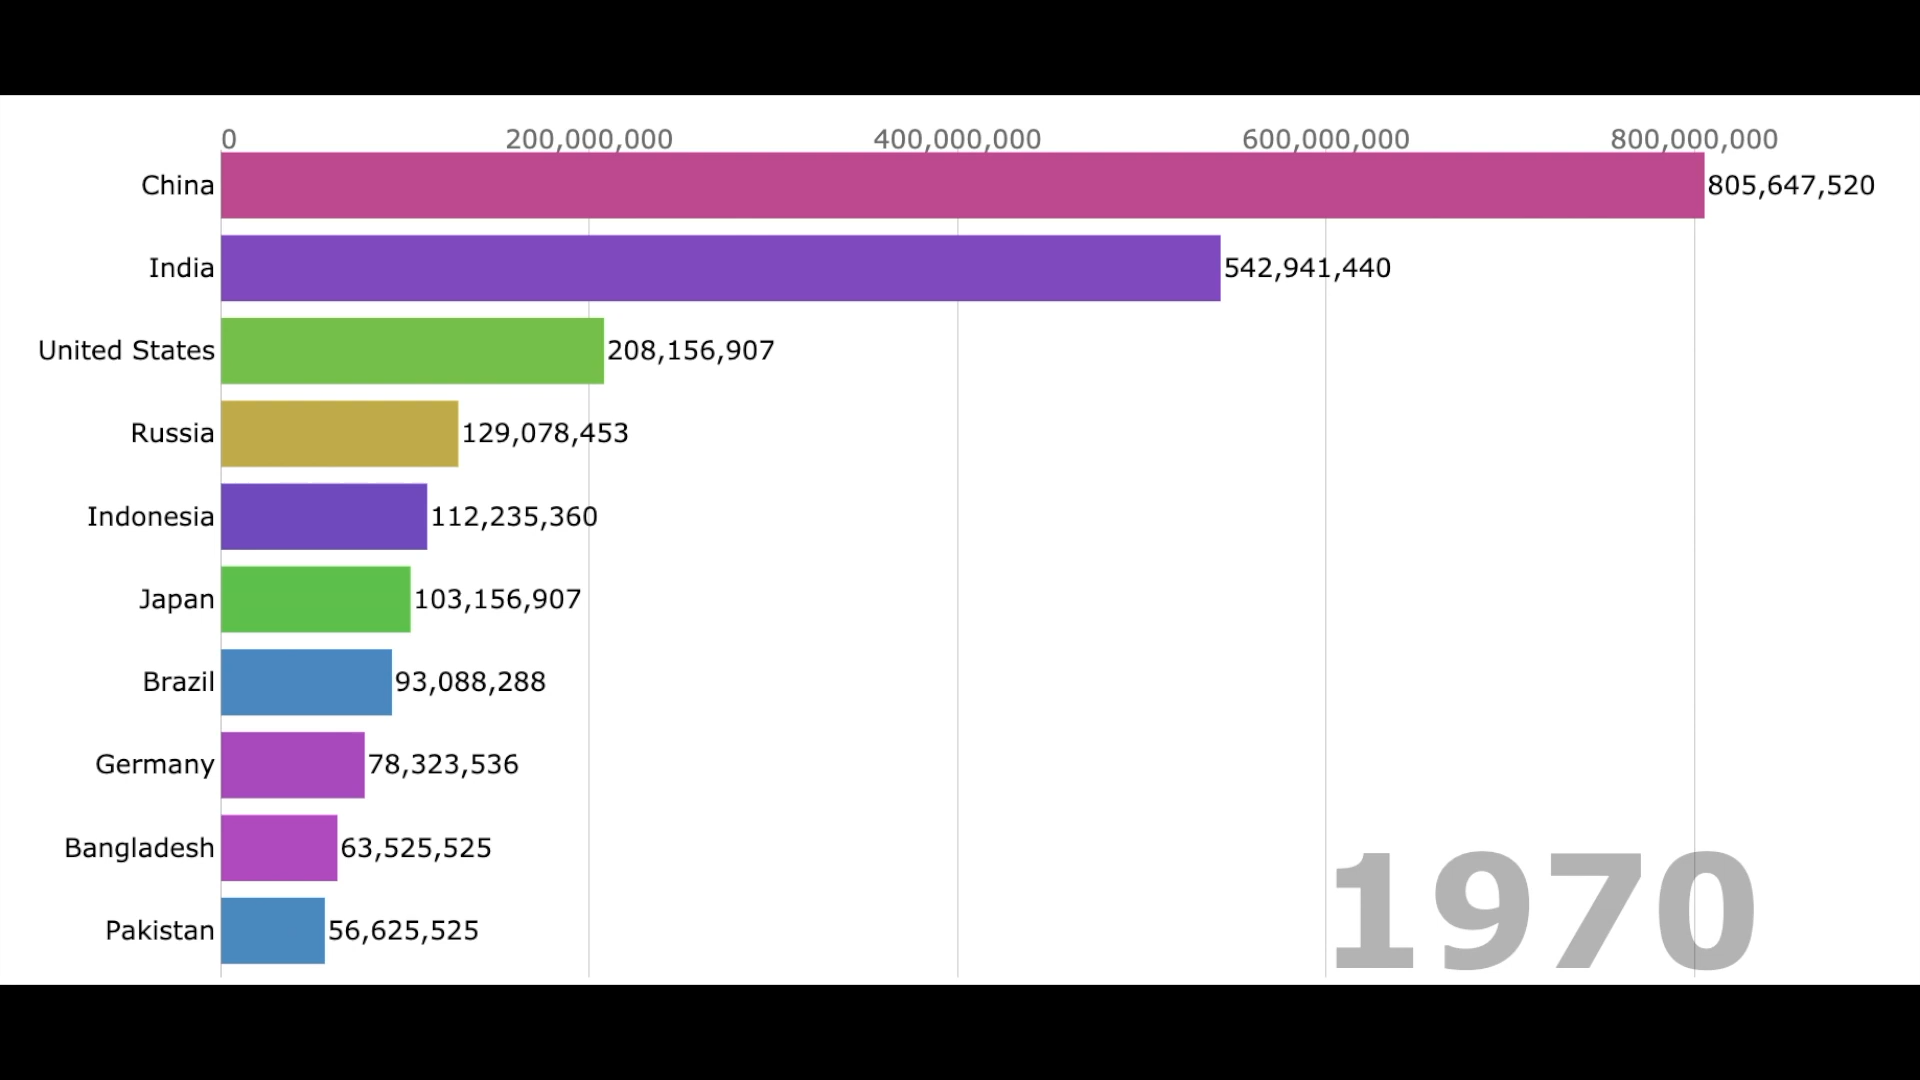 0 200,000,000 400,000,000 600,000,000 800,000,000
China 805,647,520
India 542,941,440
United States 208,156,907
Russia 129,078,453
Indonesia 112,235,360
Japan 103,156,907
Brazil 93,088,288
Germany 78,323,536
Bangladesh 63,525,525
Pakistan 56,625,525
1970